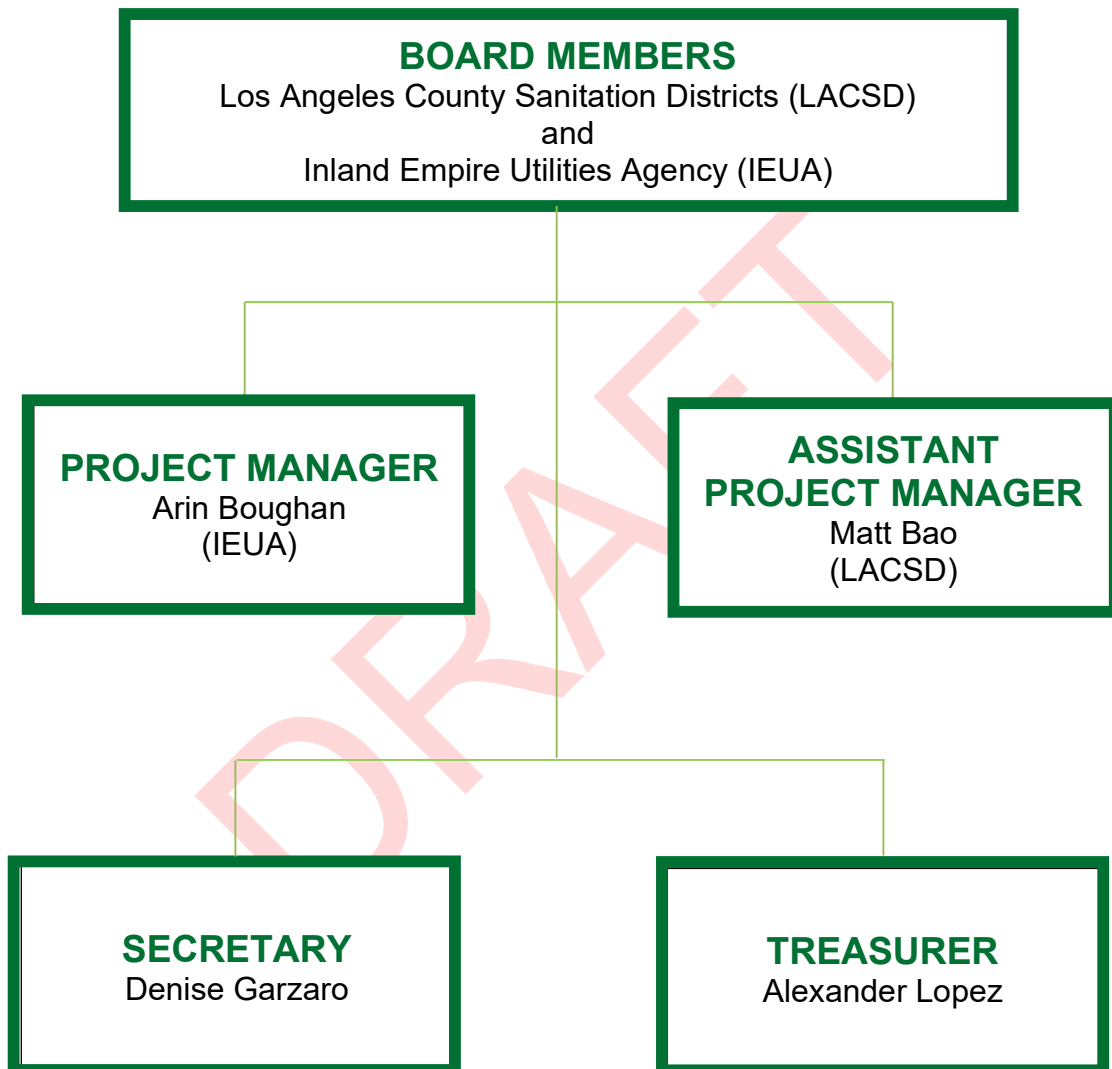 BOARD MEMBERS
Los Angeles County Sanitation Districts (LACSD)
and
Inland Empire Utilities Agency (IEUA)
PROJECT MANAGER
Arin Boughan
(IEUA)
ASSISTANT
PROJECT MANAGER
Matt Bao
(LACSD)
DRAFT
SECRETARY
Denise Garzaro
TREASURER
Alexander Lopez